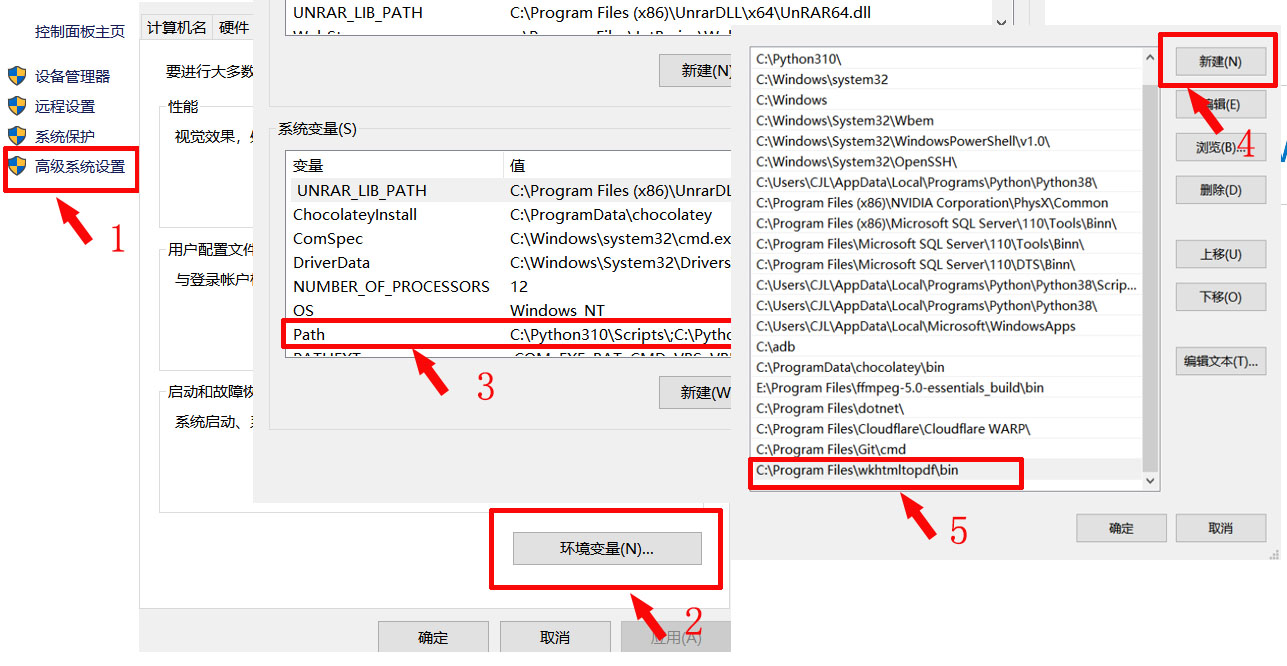 控制面板主页
设备管理器
远程设置
系统保护
高级系统设置
1
计算机名
硬件
要进行大多数
性能
视觉效果，
用户配置文件
与登录帐户
启动和故障恢
系统启动、
环境变量(N)...
2
确定
取消
应用(A)
UNRAR_LIB_PATH
C:\Program Files (x86)\UnrarDLL\x64\UnRAR64.dll
新建(N)
系统变量(S)
变量
值
UNRAR_LIB_PATH
C:\Program Files (x86)\UnrarDL
ChocolateyInstall
C:\ProgramData\chocolatey
ComSpec
C:\Windows\system32\cmd.ex
DriverData
C:\Windows\System32\Drivers
NUMBER_OF_PROCESSORS
12
OS
Windows_NT
Path
C:\Python310\Scripts\;C:\Pytho
3
新建(W
C:\Python310\
C:\Windows\system32
C:\Windows
C:\Windows\System32\Wbem
C:\Windows\System32\WindowsPowerShell\v1.0\
C:\Windows\System32\OpenSSH\
C:\Users\CJL\AppData\Local\Programs\Python\Python38\
C:\Program Files (x86)\NVIDIA Corporation\PhysX\Common
C:\Program Files (x86)\Microsoft SQL Server\110\Tools\Binn\
C:\Program Files\Microsoft SQL Server\110\Tools\Binn\
C:\Program Files\Microsoft SQL Server\110\DTS\Binn\
C:\Users\CJL\AppData\Local\Programs\Python\Python38\Scrip...
C:\Users\CJL\AppData\Local\Programs\Python\Python38\
C:\Users\CJL\AppData\Local\Microsoft\WindowsApps
C:\adb
C:\ProgramData\chocolatey\bin
E:\Program Files\ffmpeg-5.0-essentials_build\bin
C:\Program Files\dotnet\
C:\Program Files\Cloudflare\Cloudflare WARP\
C:\Program Files\Git\cmd
C:\Program Files\wkhtmltopdf\bin
5
新建(N)
编辑(E)
4
浏览(B)...
删除(D)
上移(U)
下移(O)
编辑文本(T)...
确定
取消